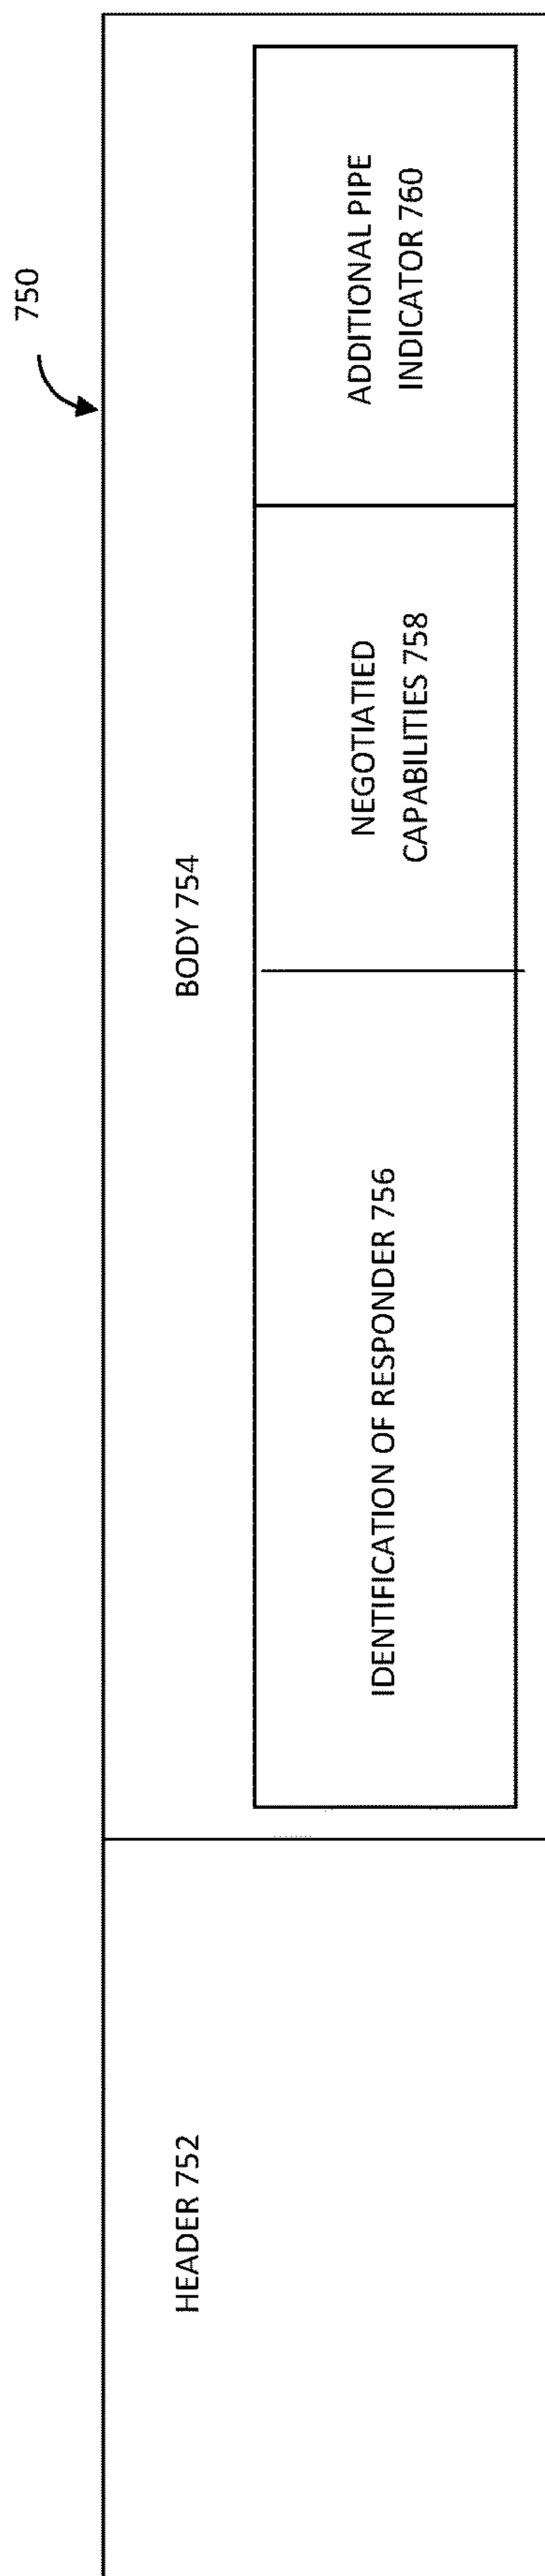 750
HEADER 752
BODY 754
IDENTIFICATION OF RESPONDER 756
NEGOTIATIED
CAPABILITIES 758
ADDITIONAL PIPE
INDICATOR 760